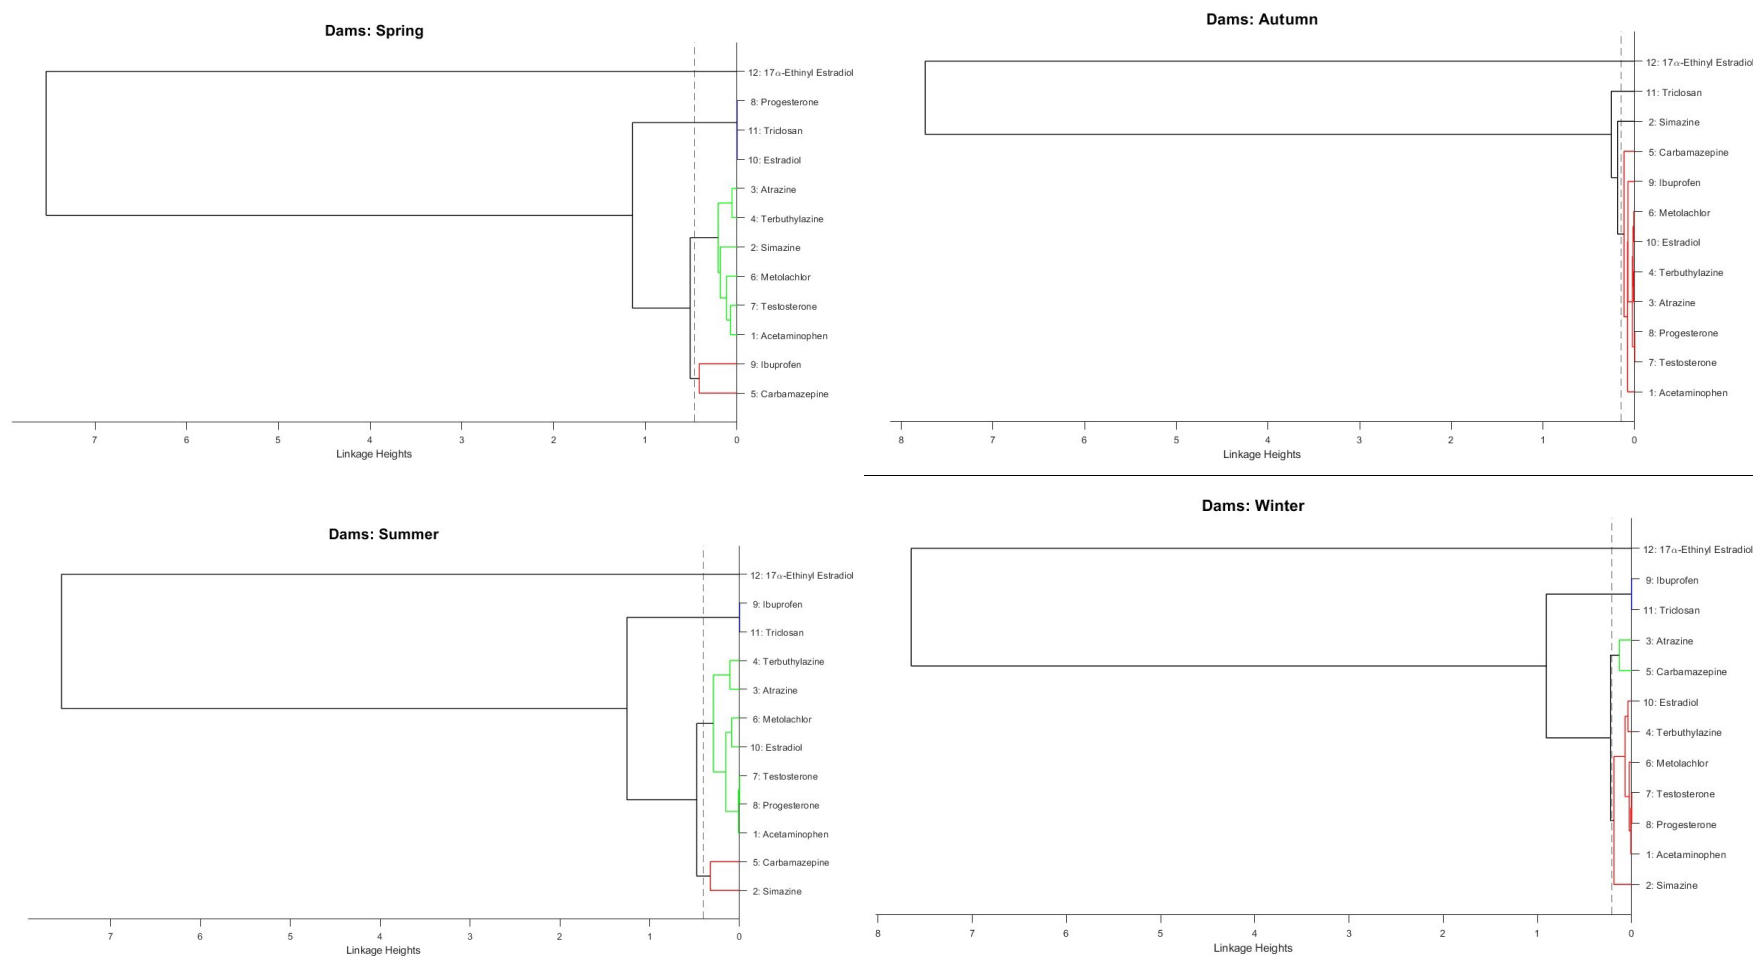 Dams: Spring
12: 17α-Ethinyl Estradiol
8: Progesterone
11: Triclosan
10: Estradiol
3: Atrazine
4: Terbuthylazine
2: Simazine
6: Metolachlor
7: Testosterone
1: Acetaminophen
9: Ibuprofen
5: Carbamazepine
7 6 5 4 3 2 1 0
Linkage Heights
Dams: Autumn
12: 17α-Ethinyl Estradiol
11: Triclosan
2: Simazine
5: Carbamazepine
9: Ibuprofen
6: Metolachlor
10: Estradiol
4: Terbuthylazine
3: Atrazine
8: Progesterone
7: Testosterone
1: Acetaminophen
8 7 6 5 4 3 2 1 0
Linkage Heights
Dams: Summer
12: 17α-Ethinyl Estradiol
9: Ibuprofen
11: Triclosan
4: Terbuthylazine
3: Atrazine
6: Metolachlor
10: Estradiol
7: Testosterone
8: Progesterone
1: Acetaminophen
5: Carbamazepine
2: Simazine
7 6 5 4 3 2 1 0
Linkage Heights
Dams: Winter
12: 17α-Ethinyl Estradiol
9: Ibuprofen
11: Triclosan
3: Atrazine
5: Carbamazepine
10: Estradiol
4: Terbuthylazine
6: Metolachlor
7: Testosterone
8: Progesterone
1: Acetaminophen
2: Simazine
8 7 6 5 4 3 2 1 0
Linkage Heights